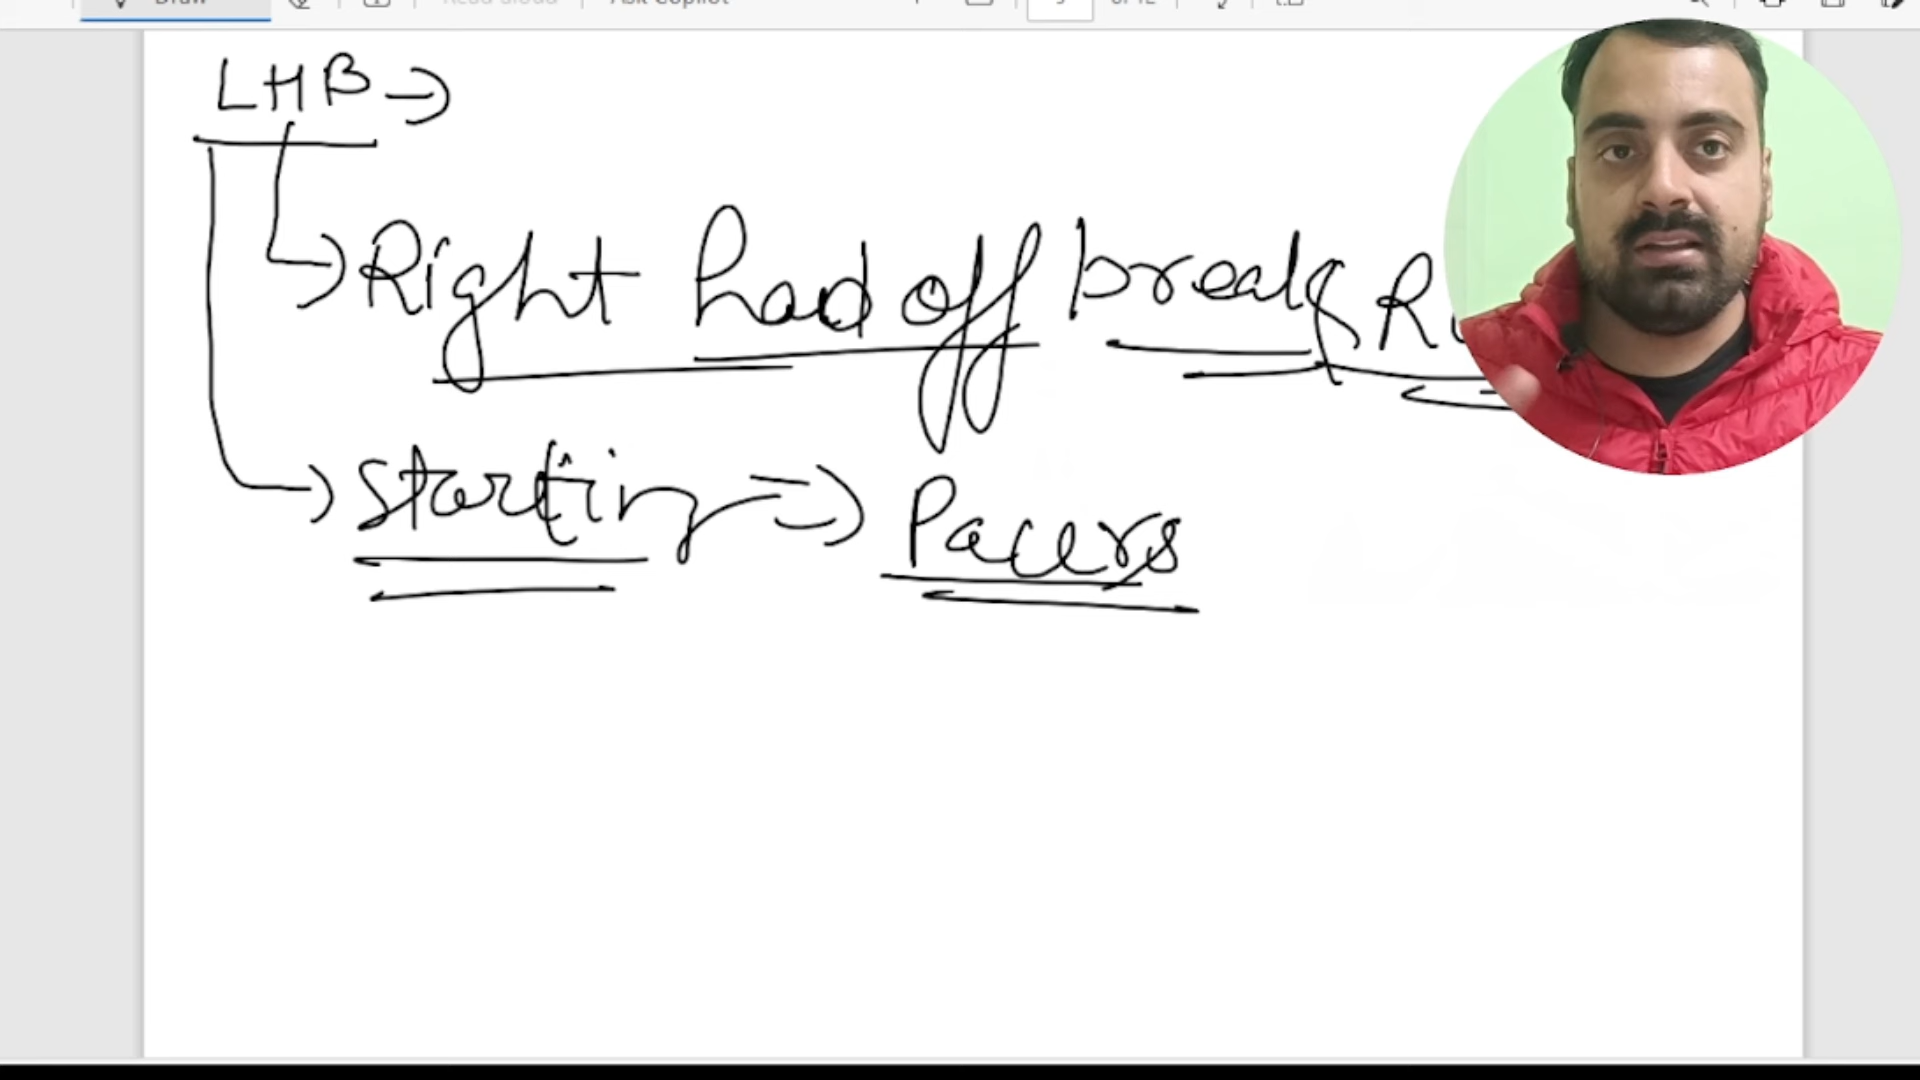 LHB →
→ Right had off break R
→ Starting ⇒ Pacers